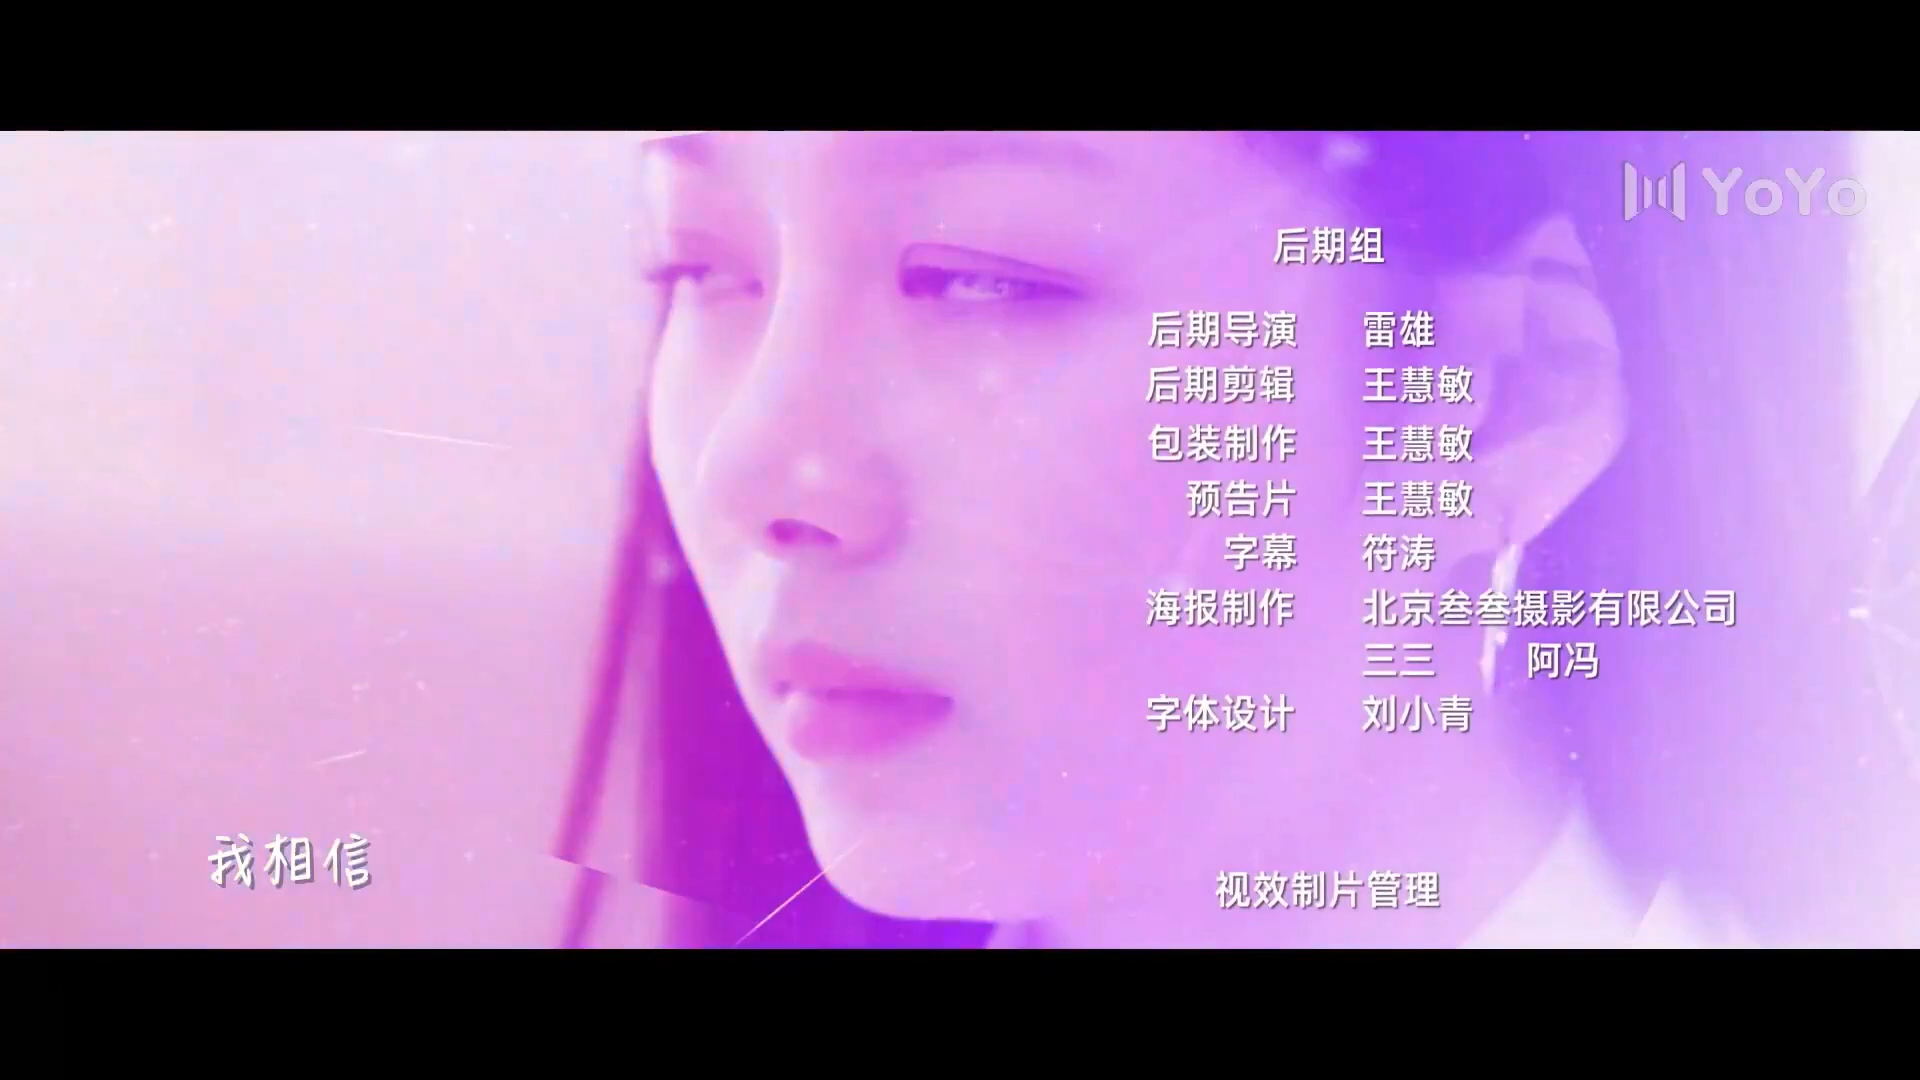 YoYo
后期组
后期导演 雷雄
后期剪辑 王慧敏
包装制作 王慧敏
预告片 王慧敏
字幕 符涛
海报制作 北京叁叁摄影有限公司
三三 阿冯
字体设计 刘小青
我相信
视效制片管理